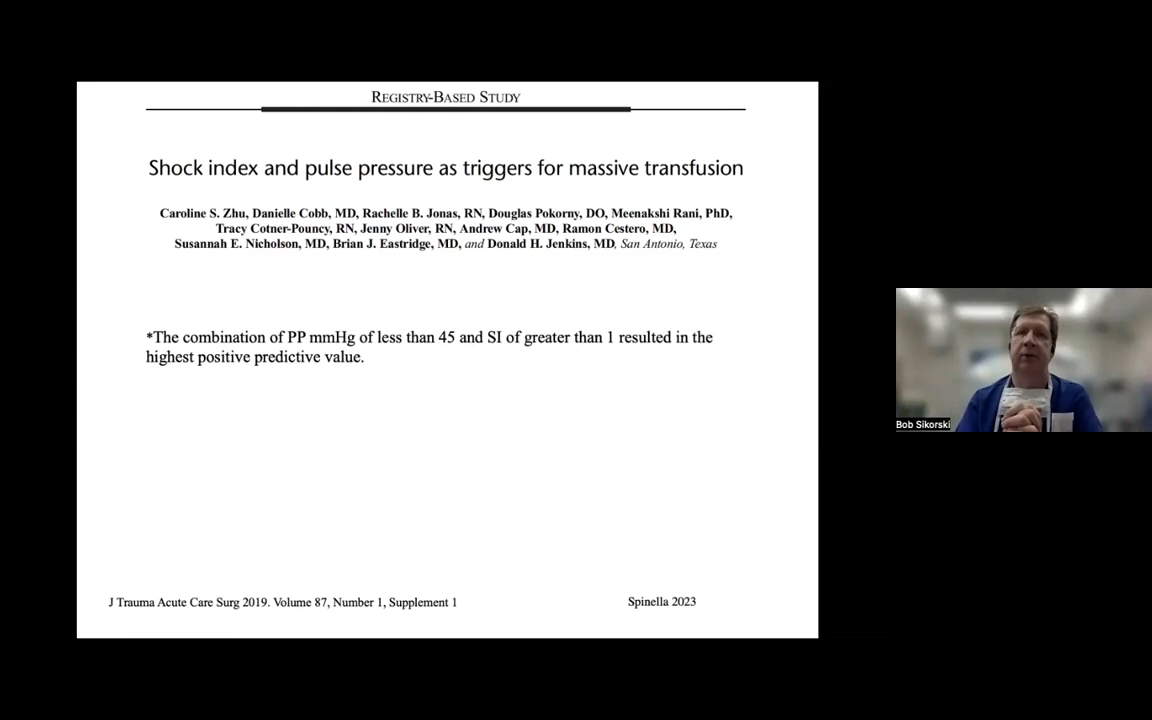 REGISTRY-BASED STUDY
Shock index and pulse pressure as triggers for massive transfusion
Caroline S. Zhu, Danielle Cobb, MD, Rachelle B. Jonas, RN, Douglas Pokorny, DO, Meenakshi Rani, PhD,
Tracy Cotner-Pouncy, RN, Jenny Oliver, RN, Andrew Cap, MD, Ramon Cestero, MD,
Susannah E. Nicholson, MD, Brian J. Eastridge, MD, and Donald H. Jenkins, MD, San Antonio, Texas
*The combination of PP mmHg of less than 45 and SI of greater than 1 resulted in the
highest positive predictive value.
J Trauma Acute Care Surg 2019. Volume 87, Number 1, Supplement 1
Spinella 2023
Bob Sikorski